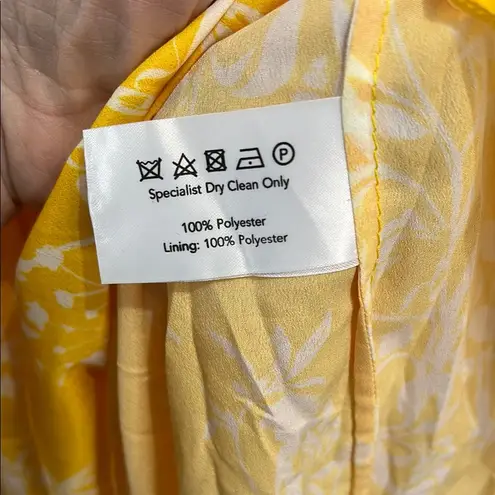 P
Specialist Dry Clean Only
100% Polyester
Lining: 100% Polyester